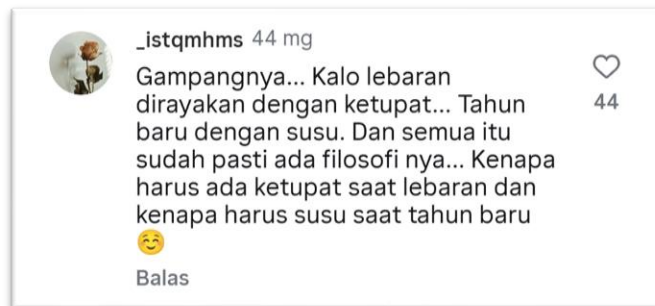 _istqmhms 44 mg
Gampangnya... Kalo lebaran
dirayakan dengan ketupat... Tahun
44
baru dengan susu. Dan semua itu
sudah pasti ada filosofi nya... Kenapa
harus ada ketupat saat lebaran dan
kenapa harus susu saat tahun baru
☺️
Balas